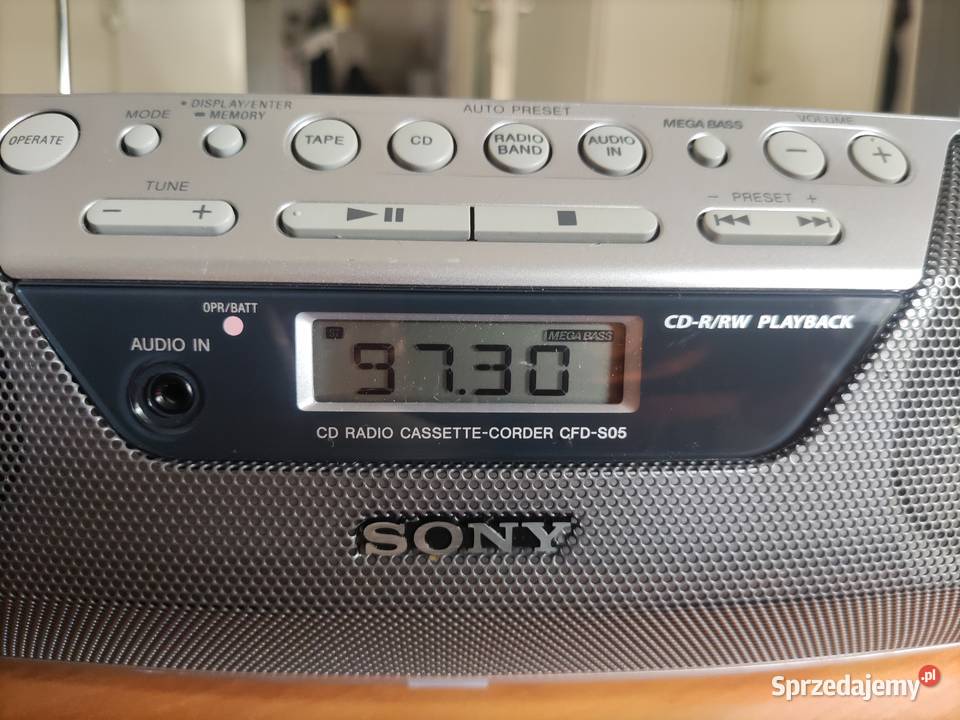 AUTO PRESET
OPERATE
MODE
• DISPLAY/ENTER
━ MEMORY
TAPE
CD
RADIO
BAND
AUDIO
IN
MEGA BASS
VOLUME
−
+
TUNE
−
+
− PRESET +
OPR/BATT
AUDIO IN
ST
MEGA BASS
97.30
CD-R/RW PLAYBACK
CD RADIO CASSETTE-CORDER CFD-S05
SONY
Sprzedajemy.pl